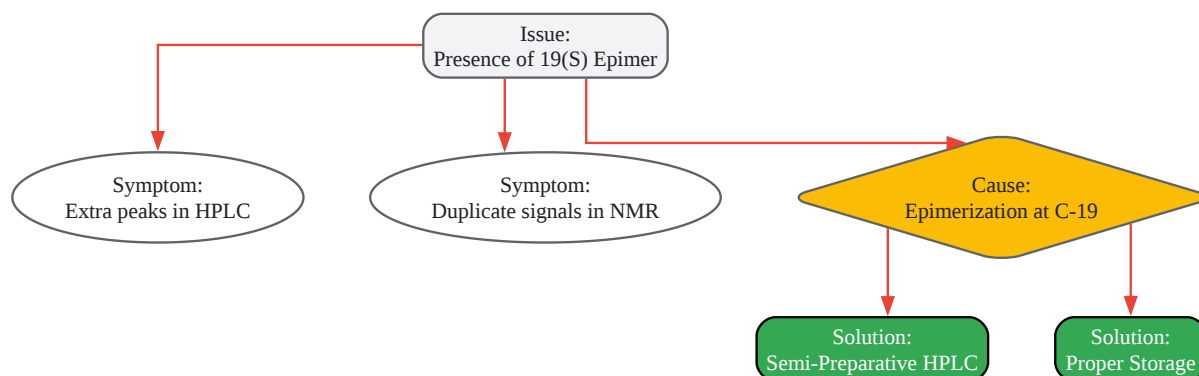 Issue:
Presence of 19(S) Epimer
Symptom:
Extra peaks in HPLC
Symptom:
Duplicate signals in NMR
Cause:
Epimerization at C-19
Solution:
Semi-Preparative HPLC
Solution:
Proper Storage